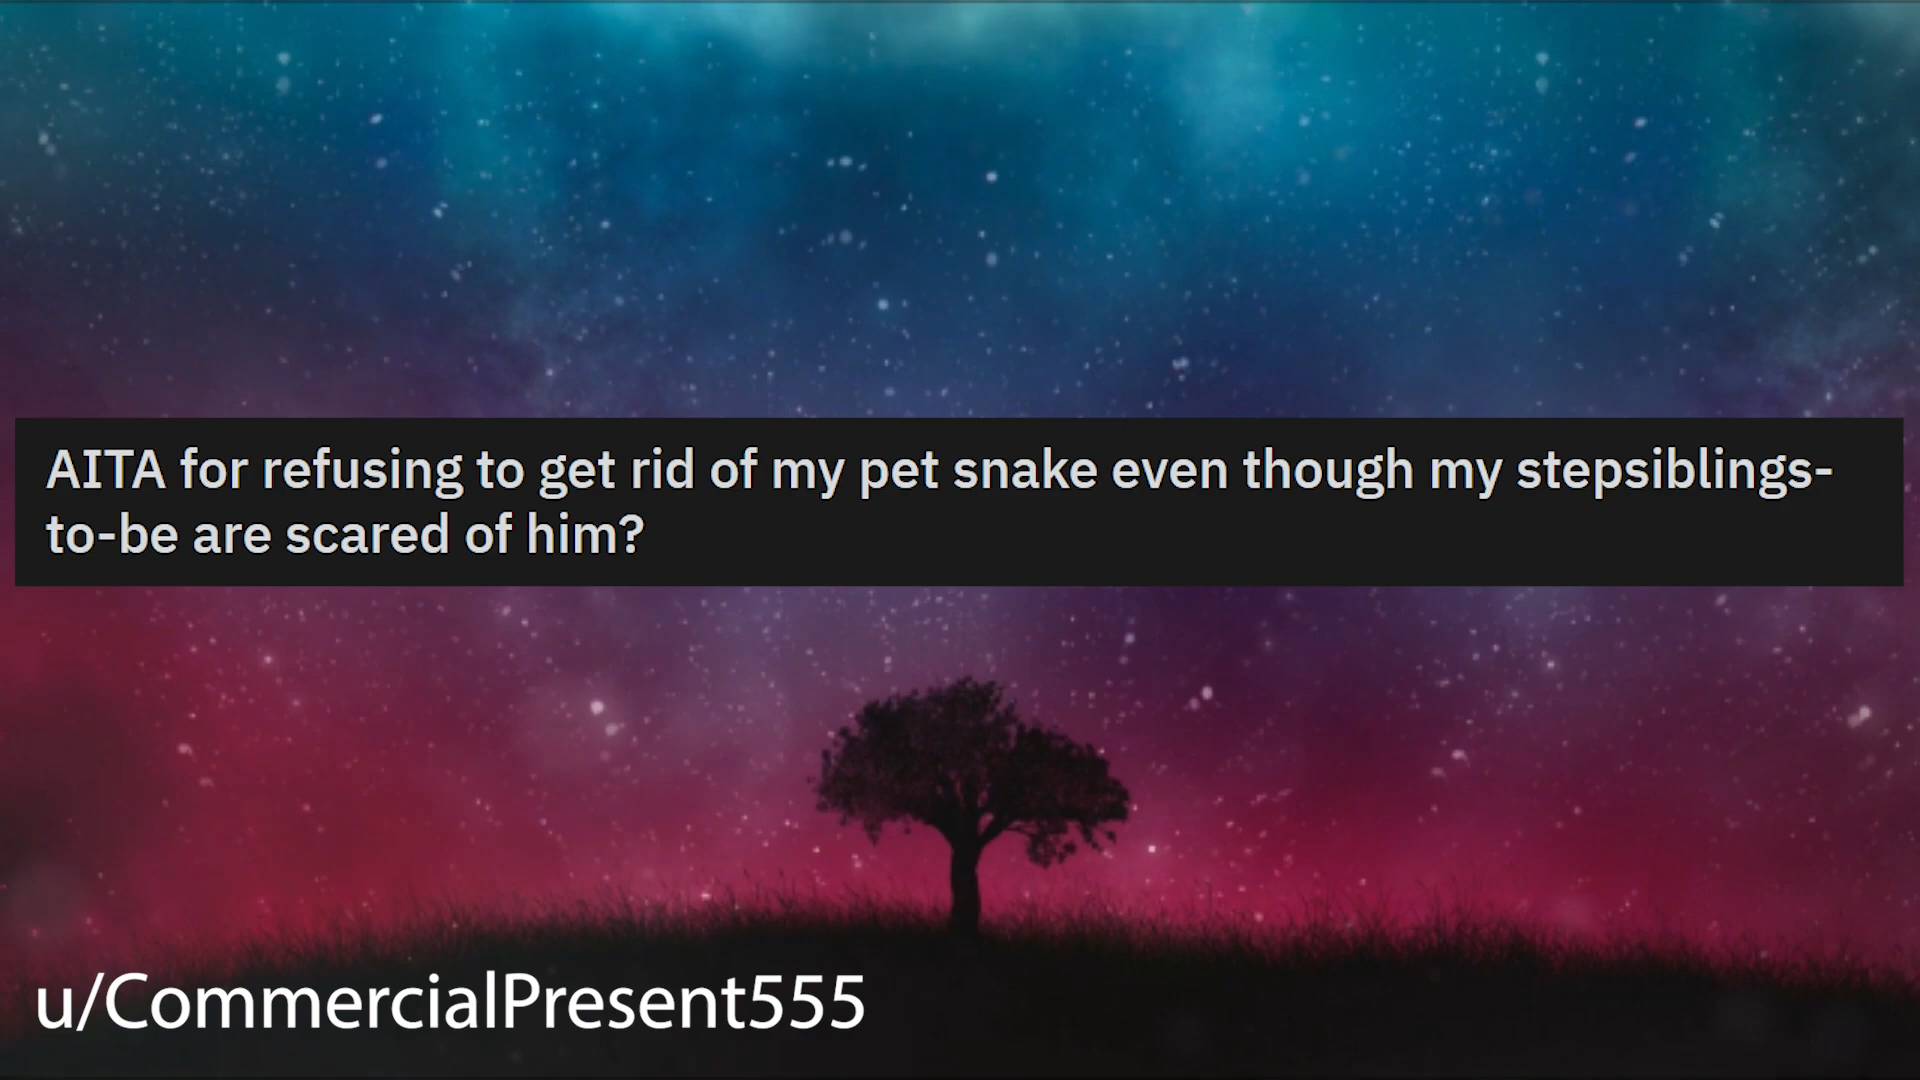 AITA for refusing to get rid of my pet snake even though my stepsiblings-
to-be are scared of him?
u/CommercialPresent555